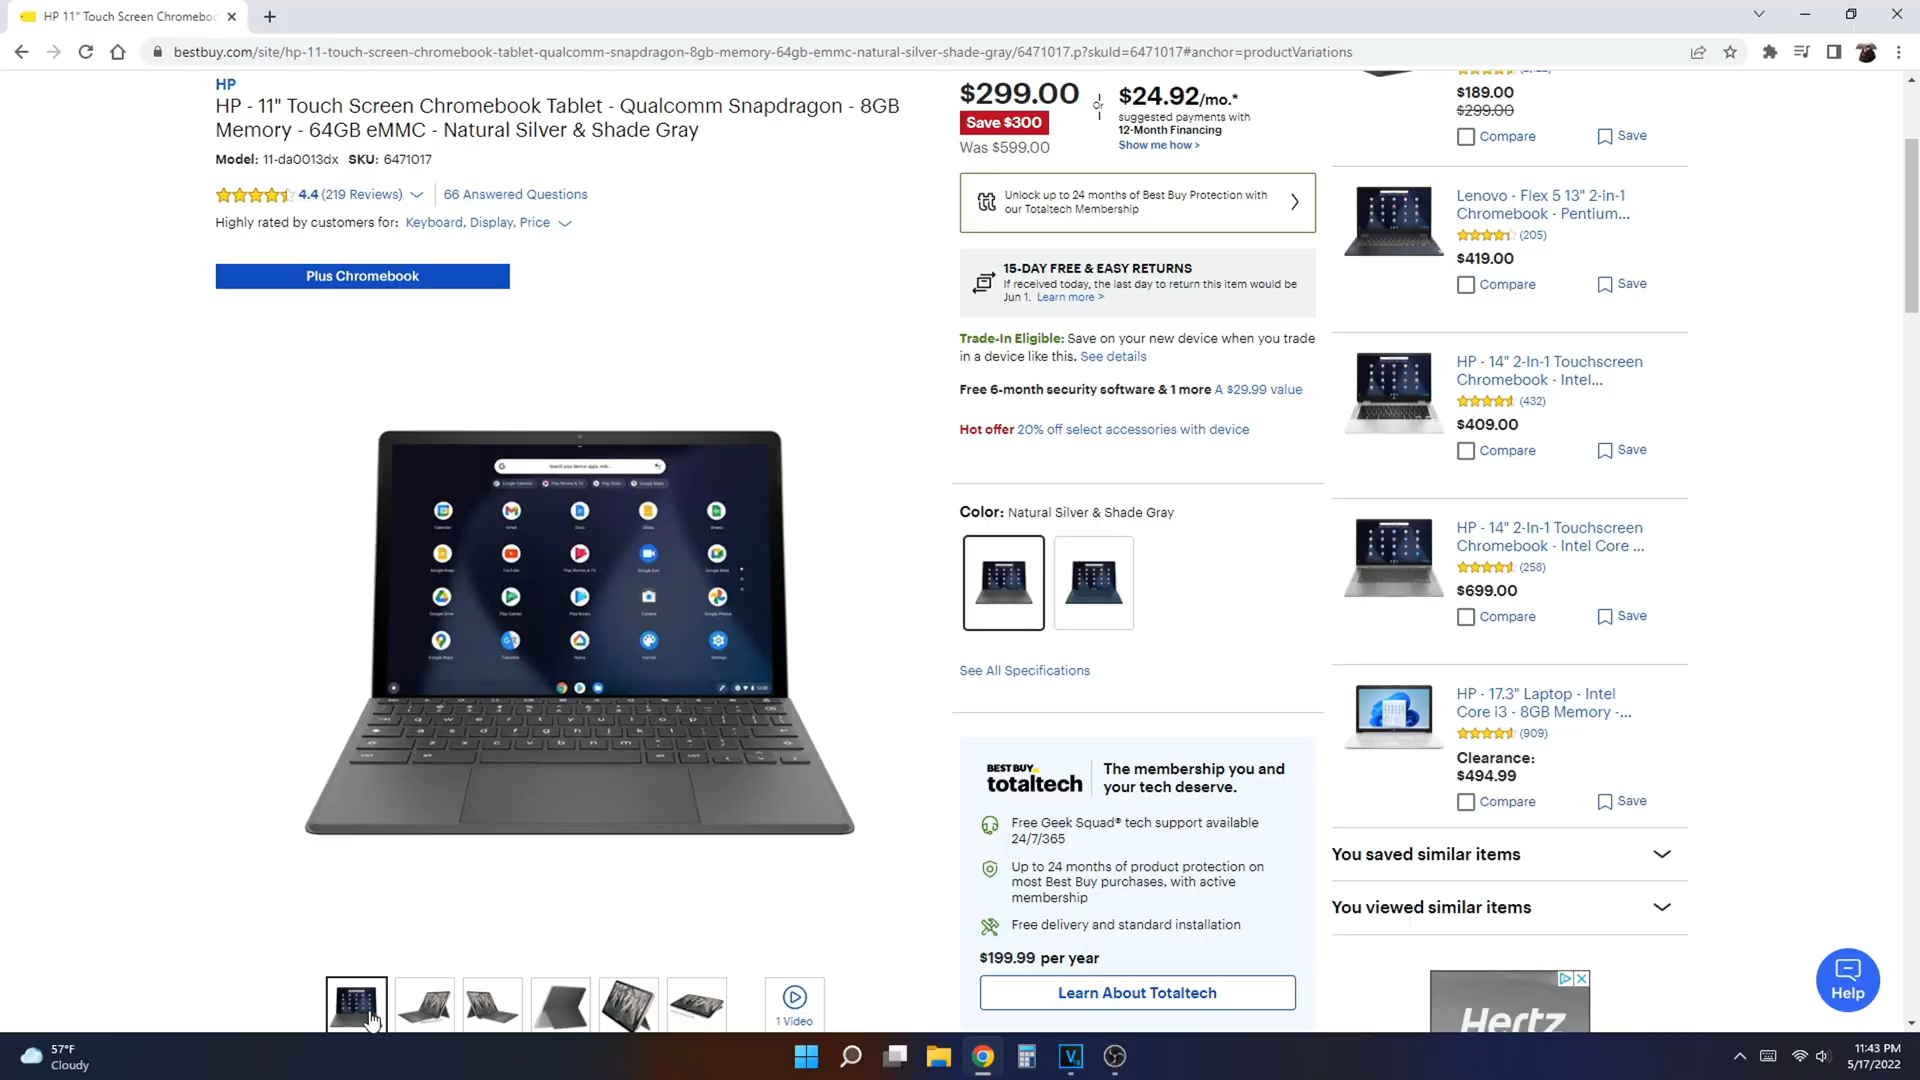 HP 11" Touch Screen Chromeboo
bestbuy.com/site/hp-11-touch-screen-chromebook-tablet-qualcomm-snapdragon-8gb-memory-64gb-emmc-natural-silver-shade-gray/6471017.p?skuId=6471017#anchor=productVariations
HP
HP - 11" Touch Screen Chromebook Tablet - Qualcomm Snapdragon - 8GB
Memory - 64GB eMMC - Natural Silver & Shade Gray
Model: 11-da0013dx SKU: 6471017
4.4 (219 Reviews) 66 Answered Questions
Highly rated by customers for: Keyboard, Display, Price
Plus Chromebook
1 Video
$299.00
Save $300
Was $599.00
or
$24.92/mo.*
suggested payments with
12-Month Financing
Show me how >
Unlock up to 24 months of Best Buy Protection with
our Totaltech Membership
15-DAY FREE & EASY RETURNS
If received today, the last day to return this item would be
Jun 1. Learn more >
Trade-In Eligible: Save on your new device when you trade
in a device like this. See details
Free 6-month security software & 1 more A $29.99 value
Hot offer 20% off select accessories with device
Color: Natural Silver & Shade Gray
See All Specifications
BEST BUY
totaltech
The membership you and
your tech deserve.
Free Geek Squad® tech support available
24/7/365
Up to 24 months of product protection on
most Best Buy purchases, with active
membership
Free delivery and standard installation
$199.99 per year
Learn About Totaltech
$189.00
$299.00
Compare Save
Lenovo - Flex 5 13" 2-in-1
Chromebook - Pentium...
(205)
$419.00
Compare Save
HP - 14" 2-In-1 Touchscreen
Chromebook - Intel...
(432)
$409.00
Compare Save
HP - 14" 2-In-1 Touchscreen
Chromebook - Intel Core ...
(258)
$699.00
Compare Save
HP - 17.3" Laptop - Intel
Core i3 - 8GB Memory -...
(909)
Clearance:
$494.99
Compare Save
You saved similar items
You viewed similar items
Hertz
Help
57°F
Cloudy
11:43 PM
5/17/2022